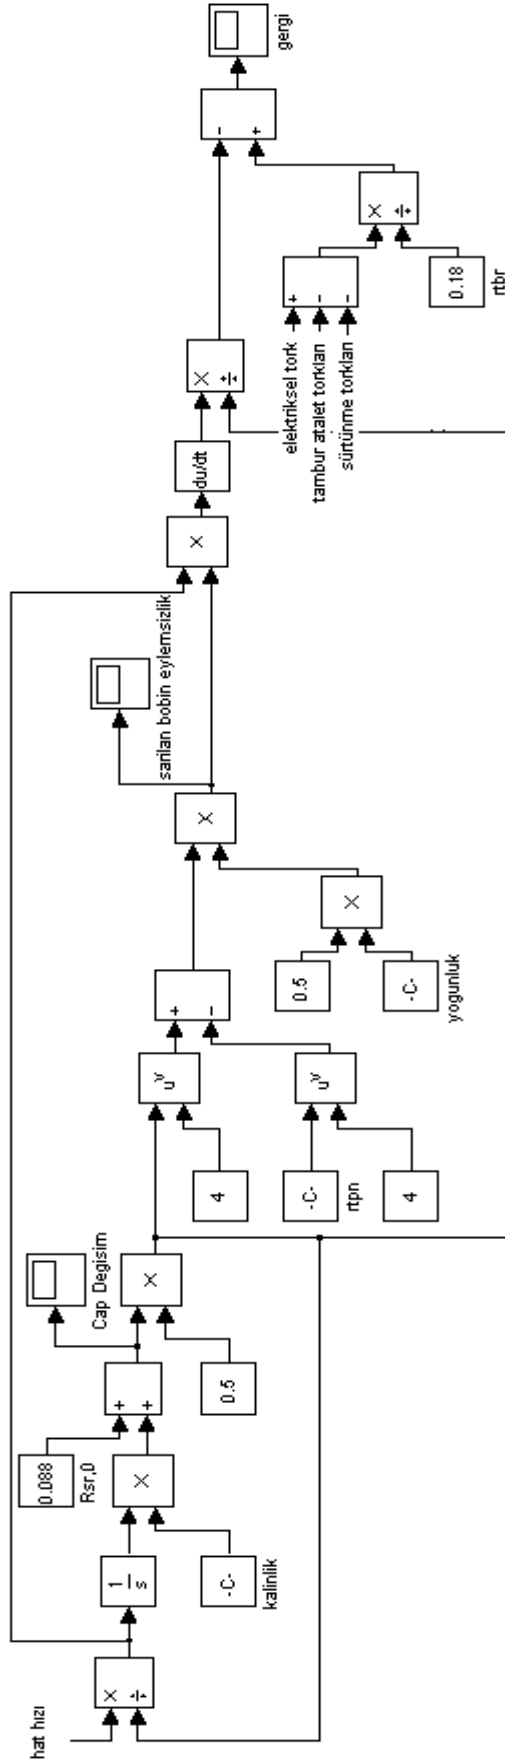 hat hızı
×
÷
1
s
-C-
kalinlik
×
0.088
Rsr,0
+
+
Cap Degisim
0.5
×
4
u^v
-C-
rtpn
4
u^v
+
-
0.5
-C-
yogunluk
×
×
sarilan bobin eylemsizlik
×
du/dt
×
÷
elektriksel tork
tambur atalet torkları
sürtünme torkları
+
-
-
0.18
rtbr
×
÷
-
+
gergi